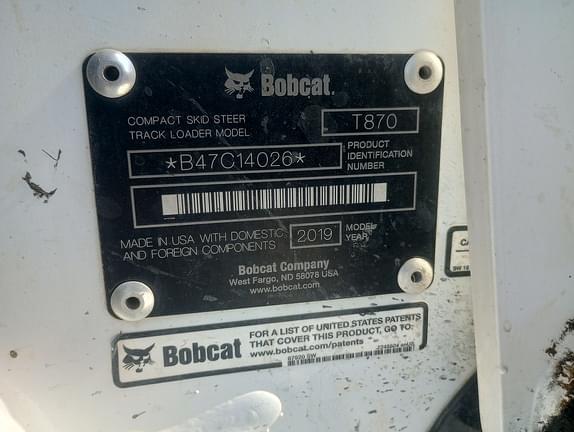 Bobcat.
COMPACT SKID STEER
TRACK LOADER MODEL
T870
*B47C14026*
PRODUCT
IDENTIFICATION
NUMBER
MADE IN USA WITH DOMESTIC
AND FOREIGN COMPONENTS
2019
MODEL
YEAR
Bobcat Company
West Fargo, ND 58078 USA
www.bobcat.com
Bobcat
FOR A LIST OF UNITED STATES PATENTS
THAT COVER THIS PRODUCT, GO TO:
www.bobcat.com/patents